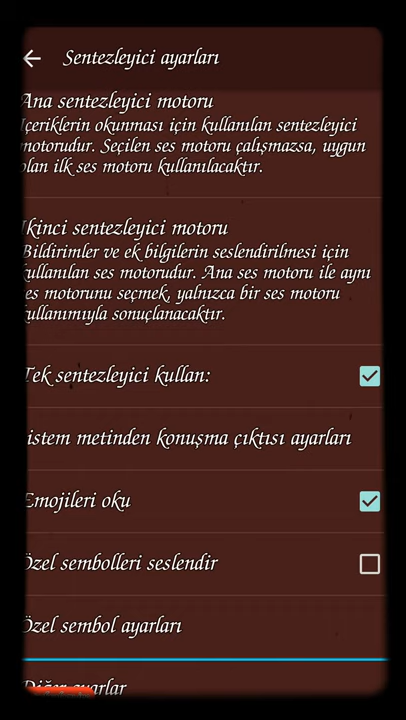 Sentezleyici ayarları
Ana sentezleyici motoru
İçeriklerin okunması için kullanılan sentezleyici
motorudur. Seçilen ses motoru çalışmazsa, uygun
olan ilk ses motoru kullanılacaktır.
İkinci sentezleyici motoru
Bildirimler ve ek bilgilerin seslendirilmesi için
kullanılan ses motorudur. Ana ses motoru ile aynı
ses motorunu seçmek, yalnızca bir ses motoru
kullanımıyla sonuçlanacaktır.
Tek sentezleyici kullan:
Sistem metinden konuşma çıktısı ayarları
Emojileri oku
Özel sembolleri seslendir
Özel sembol ayarları
Diğer ayarlar